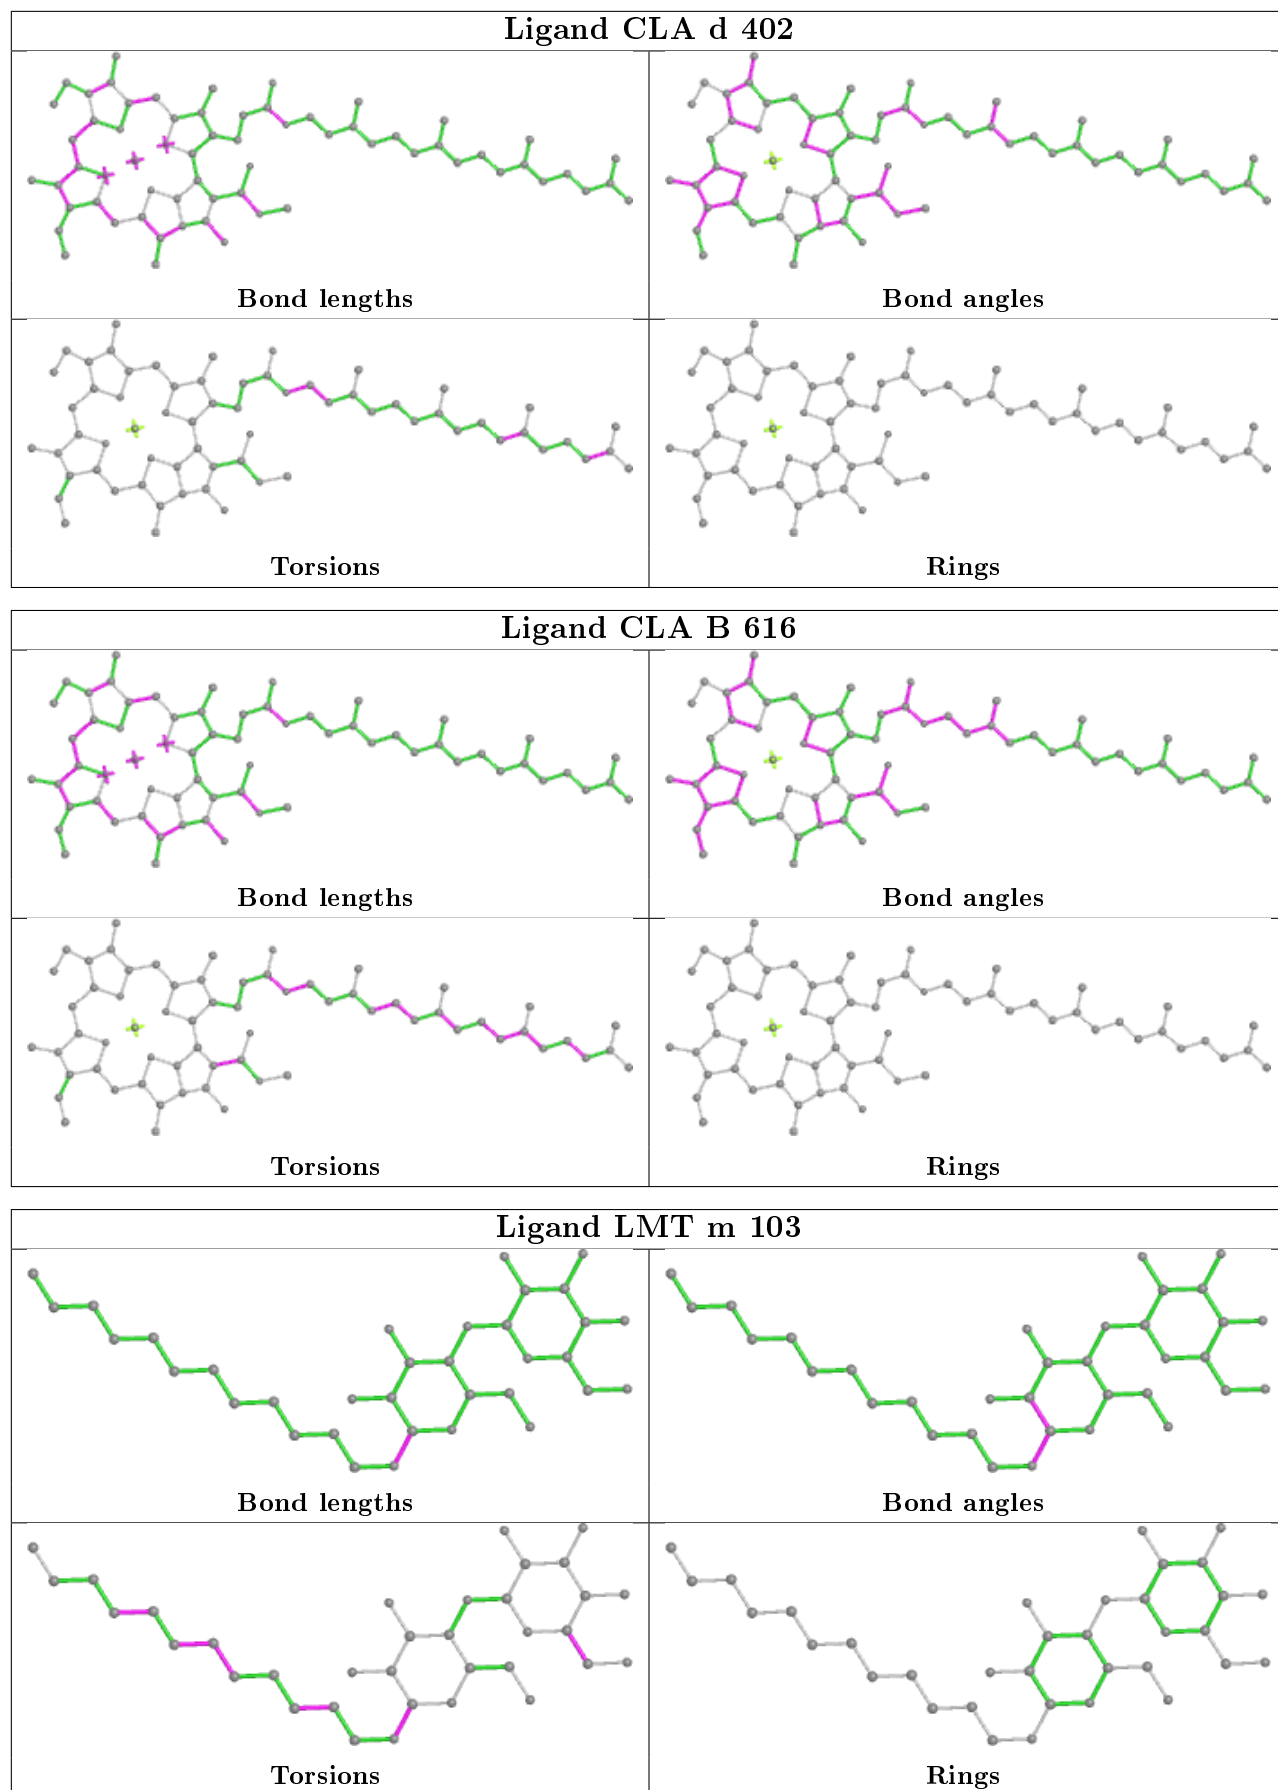 Ligand CLA d 402
Bond lengths
Bond angles
Torsions
Rings
Ligand CLA B 616
Bond lengths
Bond angles
Torsions
Rings
Ligand LMT m 103
Bond lengths
Bond angles
Torsions
Rings